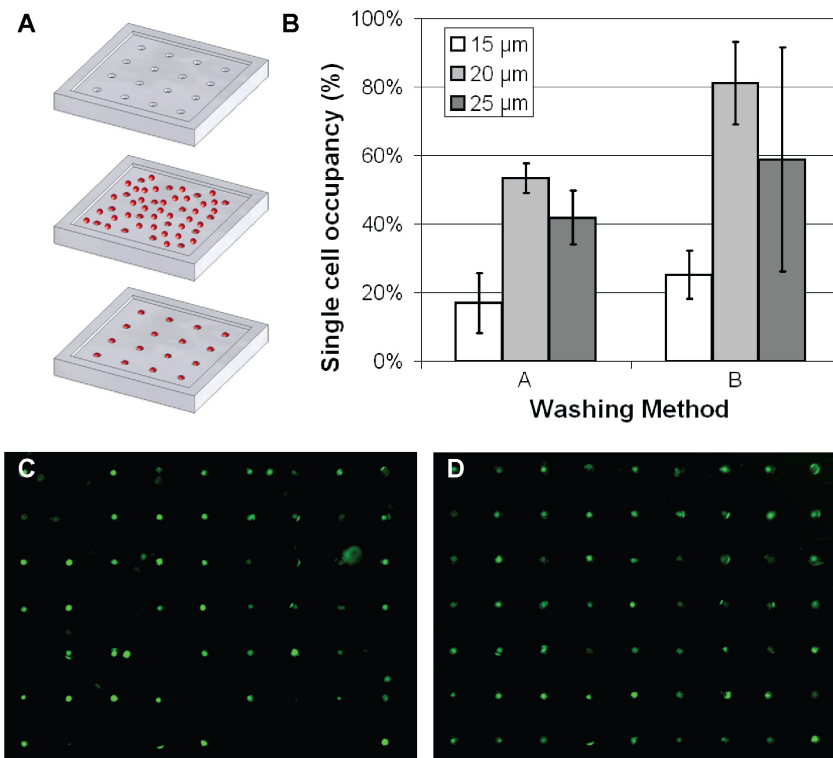 A
B
Single cell occupancy (%)
100%
80%
60%
40%
20%
0%
15 µm
20 µm
25 µm
A
B
Washing Method
C
D